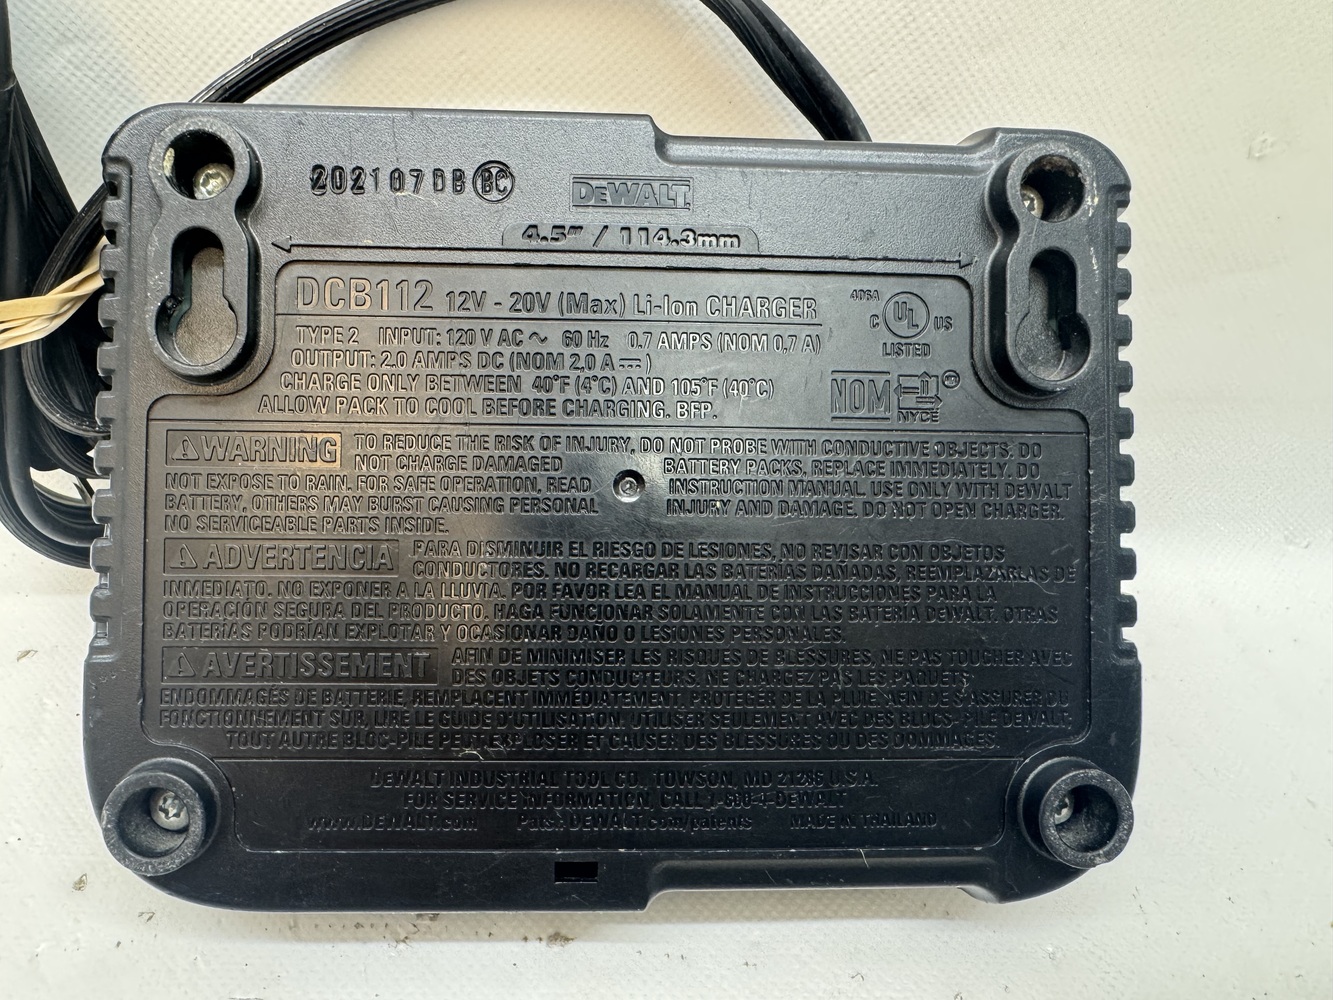 202107DB BC
DEWALT
4.5" / 114.3mm
DCB112 12V - 20V (Max) Li-Ion CHARGER
TYPE 2 INPUT: 120 V AC ~ 60 Hz 0.7 AMPS (NOM 0,7 A)
OUTPUT: 2.0 AMPS DC (NOM 2,0 A ⎓)
CHARGE ONLY BETWEEN 40°F (4°C) AND 105°F (40°C)
ALLOW PACK TO COOL BEFORE CHARGING. BFP.
406A
C UL US
LISTED
NOM
NYCE
⚠WARNING TO REDUCE THE RISK OF INJURY, DO NOT PROBE WITH CONDUCTIVE OBJECTS. DO
NOT CHARGE DAMAGED BATTERY PACKS, REPLACE IMMEDIATELY. DO
NOT EXPOSE TO RAIN. FOR SAFE OPERATION, READ INSTRUCTION MANUAL. USE ONLY WITH DEWALT
BATTERY, OTHERS MAY BURST CAUSING PERSONAL INJURY AND DAMAGE. DO NOT OPEN CHARGER.
NO SERVICEABLE PARTS INSIDE.
⚠ ADVERTENCIA PARA DISMINUIR EL RIESGO DE LESIONES, NO REVISAR CON OBJETOS
CONDUCTORES. NO RECARGAR LAS BATERIAS DAÑADAS, REEMPLAZARLAS DE
INMEDIATO. NO EXPONER A LA LLUVIA. POR FAVOR LEA EL MANUAL DE INSTRUCCIONES PARA LA
OPERACIÓN SEGURA DEL PRODUCTO. HAGA FUNCIONAR SOLAMENTE CON LAS BATERIA DEWALT. OTRAS
BATERÍAS PODRÍAN EXPLOTAR Y OCASIONAR DAÑO O LESIONES PERSONALES.
⚠ AVERTISSEMENT AFIN DE MINIMISER LES RISQUES DE BLESSURES, NE PAS TOUCHER AVEC
DES OBJETS CONDUCTEURS. NE CHARGEZ PAS LES PAQUETS
ENDOMMAGÉS DE BATTERIE, REMPLACENT IMMÉDIATEMENT. PROTÉGER DE LA PLUIE. AFIN DE S'ASSURER DU
FONCTIONNEMENT SÛR, LIRE LE GUIDE D'UTILISATION. UTILISER SEULEMENT AVEC DES BLOCS-PILE DEWALT.
TOUT AUTRE BLOC-PILE PEUT EXPLOSER ET CAUSER DES BLESSURES OU DES DOMMAGES.
DEWALT INDUSTRIAL TOOL CO. TOWSON, MD 21286 U.S.A.
FOR SERVICE INFORMATION, CALL 1-800-4-DEWALT
www.DEWALT.com Pats.: DEWALT.com/patents MADE IN THAILAND